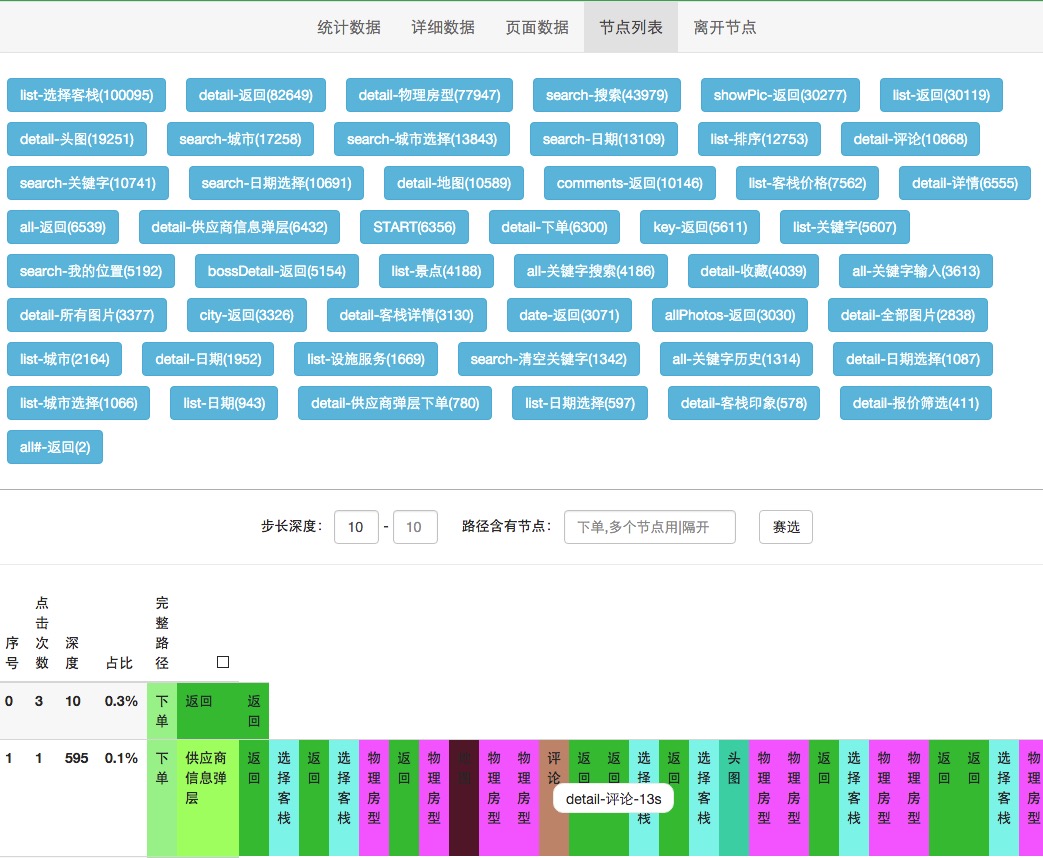 统计数据 详细数据 页面数据 节点列表 离开节点
list-选择客栈(100095) detail-返回(82649) detail-物理房型(77947) search-搜索(43979) showPic-返回(30277) list-返回(30119)
detail-头图(19251) search-城市(17258) search-城市选择(13843) search-日期(13109) list-排序(12753) detail-评论(10868)
search-关键字(10741) search-日期选择(10691) detail-地图(10589) comments-返回(10146) list-客栈价格(7562) detail-详情(6555)
all-返回(6539) detail-供应商信息弹层(6432) START(6356) detail-下单(6300) key-返回(5611) list-关键字(5607)
search-我的位置(5192) bossDetail-返回(5154) list-景点(4188) all-关键字搜索(4186) detail-收藏(4039) all-关键字输入(3613)
detail-所有图片(3377) city-返回(3326) detail-客栈详情(3130) date-返回(3071) allPhotos-返回(3030) detail-全部图片(2838)
list-城市(2164) detail-日期(1952) list-设施服务(1669) search-清空关键字(1342) all-关键字历史(1314) detail-日期选择(1087)
list-城市选择(1066) list-日期(943) detail-供应商弹层下单(780) list-日期选择(597) detail-客栈印象(578) detail-报价筛选(411)
all#-返回(2)
步长深度: 10 - 10 路径含有节点: 下单,多个节点用|隔开 赛选
序号 点击次数 深度 占比 完整路径
0 3 10 0.3% 下单 返回 返回
1 1 595 0.1% 下单 供应商信息弹层 返回 选择客栈 返回 选择客栈 物理房型 返回 物理房型 物理房型 物理房型 评论 返回 返回 选择客栈 返回 选择客栈 头图 物理房型 物理房型 返回 选择客栈 物理房型 物理房型 返回 返回 选择客栈 物理房型
detail-评论-13s